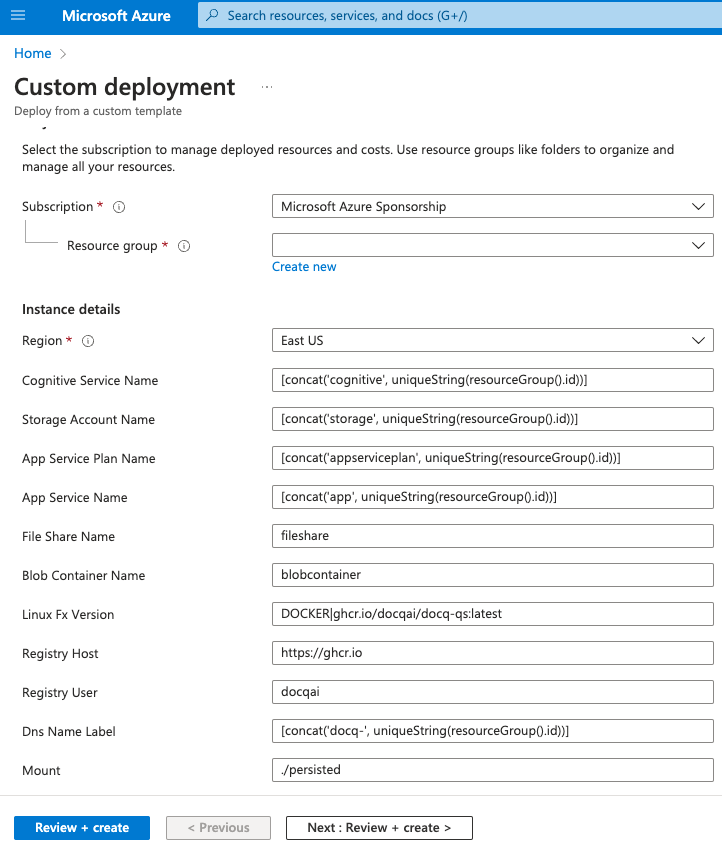 Microsoft Azure
Search resources, services, and docs (G+/)
Home >
Custom deployment ...
Deploy from a custom template
Select the subscription to manage deployed resources and costs. Use resource groups like folders to organize and
manage all your resources.
Subscription * Microsoft Azure Sponsorship
Resource group *
Create new
Instance details
Region * East US
Cognitive Service Name [concat('cognitive', uniqueString(resourceGroup().id))]
Storage Account Name [concat('storage', uniqueString(resourceGroup().id))]
App Service Plan Name [concat('appserviceplan', uniqueString(resourceGroup().id))]
App Service Name [concat('app', uniqueString(resourceGroup().id))]
File Share Name fileshare
Blob Container Name blobcontainer
Linux Fx Version DOCKER|ghcr.io/docqai/docq-qs:latest
Registry Host https://ghcr.io
Registry User docqai
Dns Name Label [concat('docq-', uniqueString(resourceGroup().id))]
Mount ./persisted
Review + create < Previous Next : Review + create >